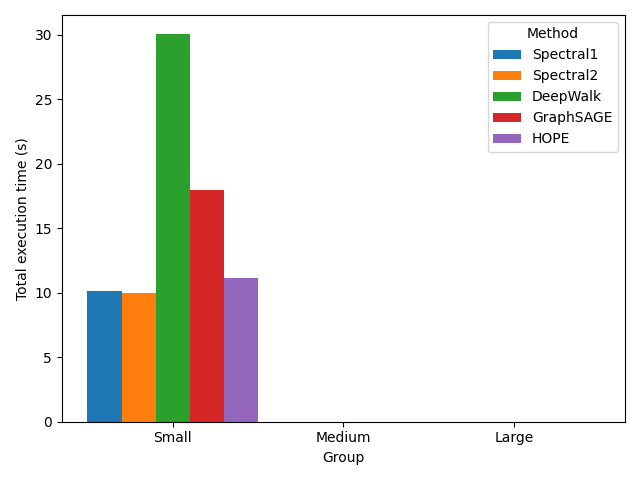 Total execution time (s)
30
25
20
15
10
5
0
Small
Medium
Large
Group
Method
Spectral1
Spectral2
DeepWalk
GraphSAGE
HOPE